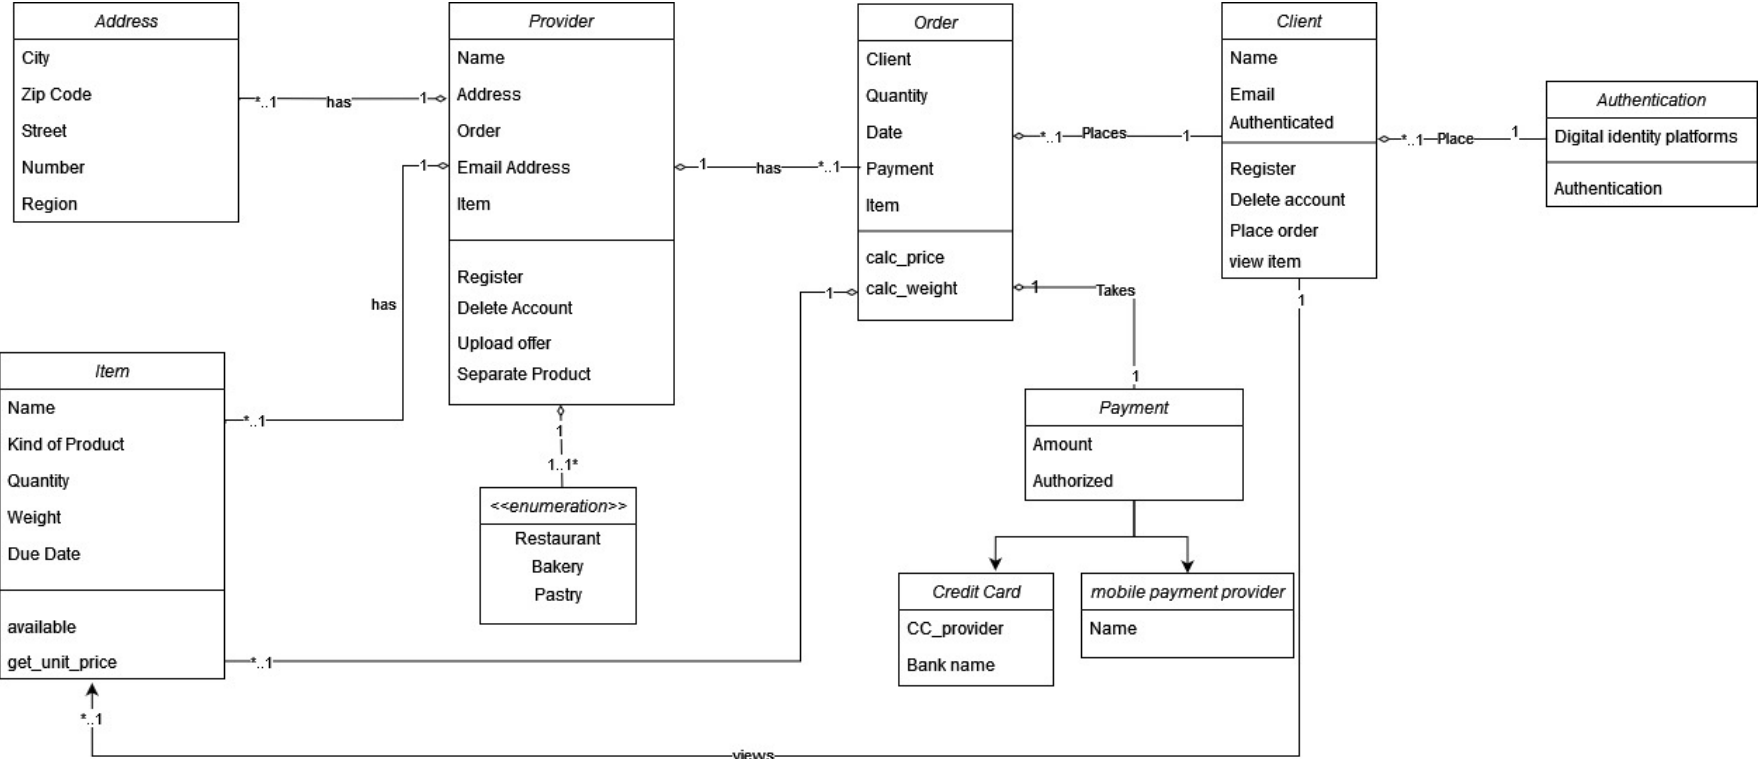 Address
City
Zip Code
Street
Number
Region
*..1
has
1
Provider
Name
Address
Order
Email Address
Item
Register
Delete Account
Upload offer
Separate Product
1
has
*..1
1
has
*..1
Order
Client
Quantity
Date
Payment
Item
calc_price
calc_weight
*..1
Places
1
Client
Name
Email
Authenticated
Register
Delete account
Place order
view item
*..1
Place
1
Authentication
Digital identity platforms
Authentication
1
Takes
1
1
1
Item
Name
Kind of Product
Quantity
Weight
Due Date
available
get_unit_price
1
1..1*
<<enumeration>>
Restaurant
Bakery
Pastry
Payment
Amount
Authorized
Credit Card
CC_provider
Bank name
mobile payment provider
Name
*..1
*..1
views